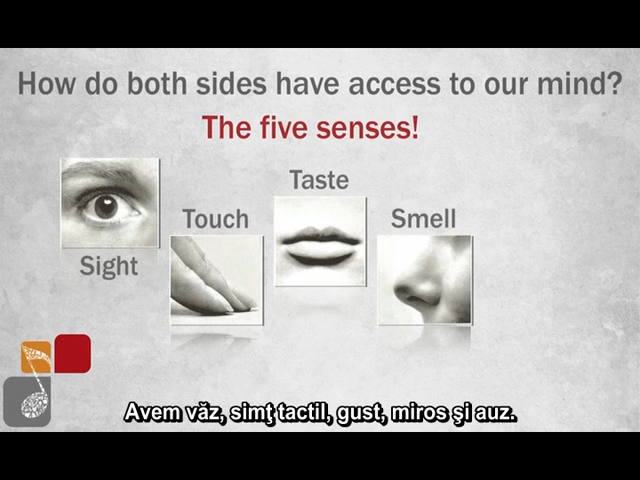 How do both sides have access to our mind?
The five senses!
Taste
Touch
Smell
Sight
Avem văz, simţ tactil, gust, miros şi auz.